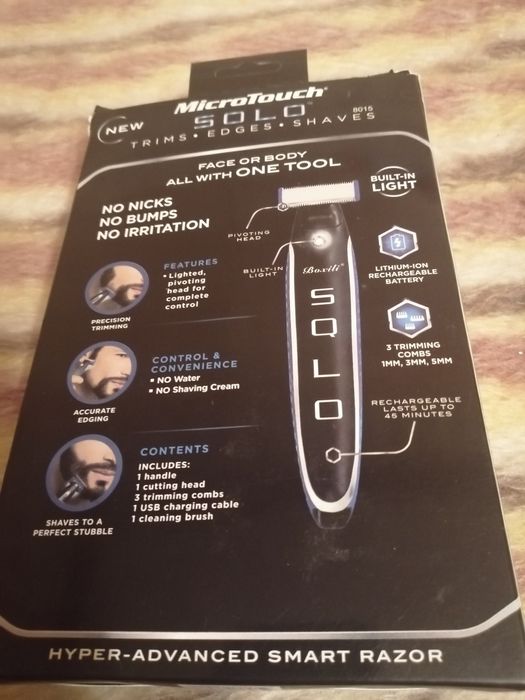 MicroTouch®
NEW
SOLO™
8015
TRIMS • EDGES • SHAVES
FACE OR BODY
ALL WITH ONE TOOL
NO NICKS
NO BUMPS
NO IRRITATION
BUILT-IN
LIGHT
PIVOTING
HEAD
BUILT-IN
LIGHT
Boxili®
SQLO
FEATURES
• Lighted,
pivoting
head for
complete
control
PRECISION
TRIMMING
LITHIUM-ION
RECHARGEABLE
BATTERY
3 TRIMMING
COMBS
1MM, 3MM, 5MM
CONTROL &
CONVENIENCE
▪ NO Water
▪ NO Shaving Cream
ACCURATE
EDGING
RECHARGEABLE
LASTS UP TO
45 MINUTES
CONTENTS
INCLUDES:
1 handle
1 cutting head
3 trimming combs
1 USB charging cable
1 cleaning brush
SHAVES TO A
PERFECT STUBBLE
HYPER-ADVANCED SMART RAZOR